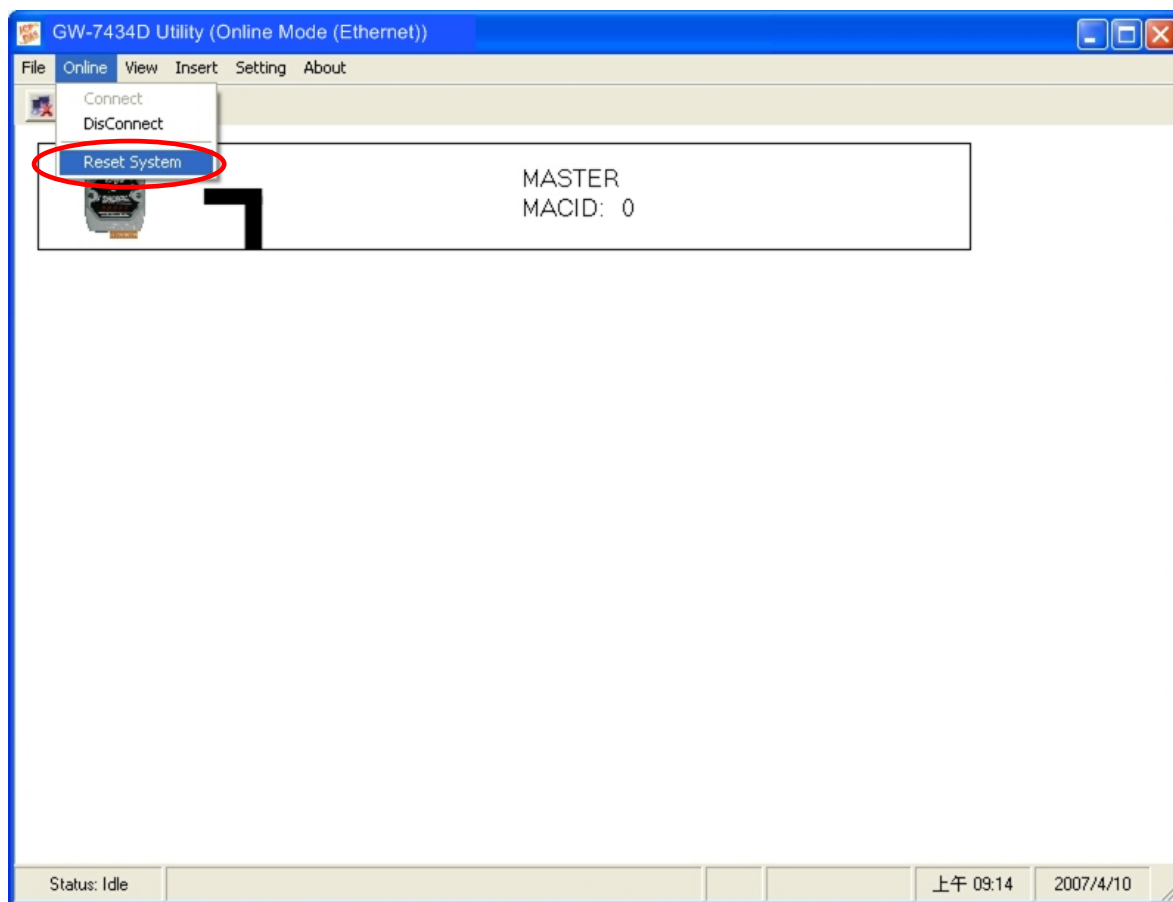 GW-7434D Utility (Online Mode (Ethernet))
File Online View Insert Setting About
Connect
DisConnect
Reset System
MASTER
MACID: 0
Status: Idle
上午 09:14
2007/4/10